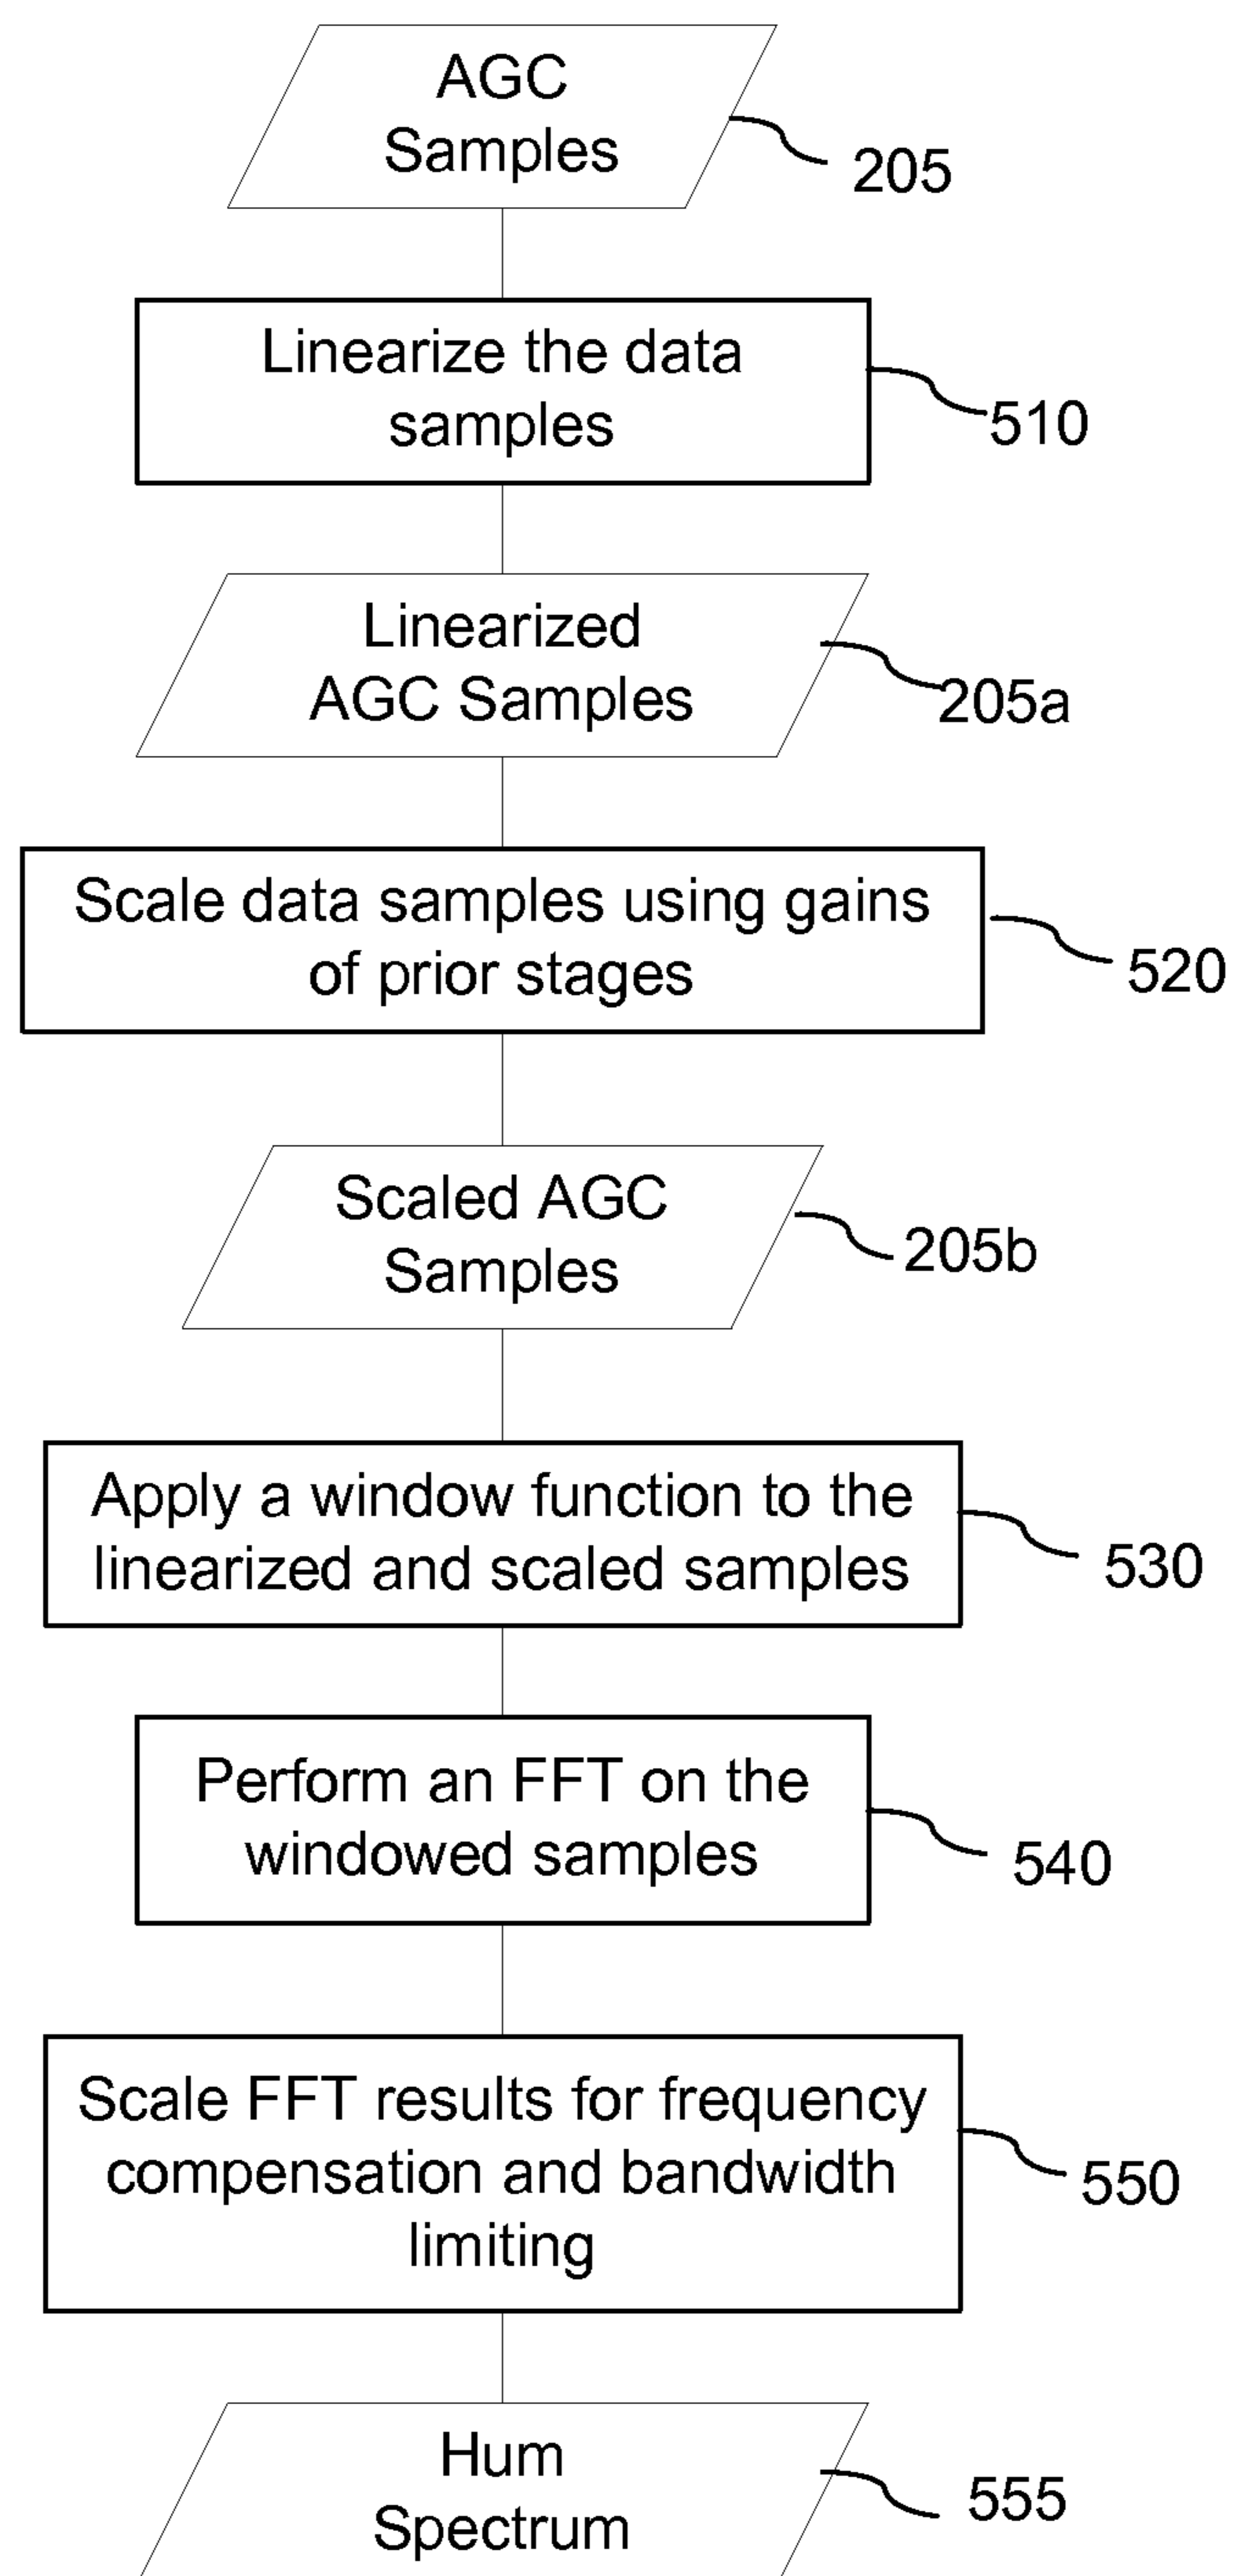 AGC
Samples
205
Linearize the data
samples
510
Linearized
AGC Samples
205a
Scale data samples using gains
of prior stages
520
Scaled AGC
Samples
205b
Apply a window function to the
linearized and scaled samples
530
Perform an FFT on the
windowed samples
540
Scale FFT results for frequency
compensation and bandwidth
limiting
550
Hum
Spectrum
555